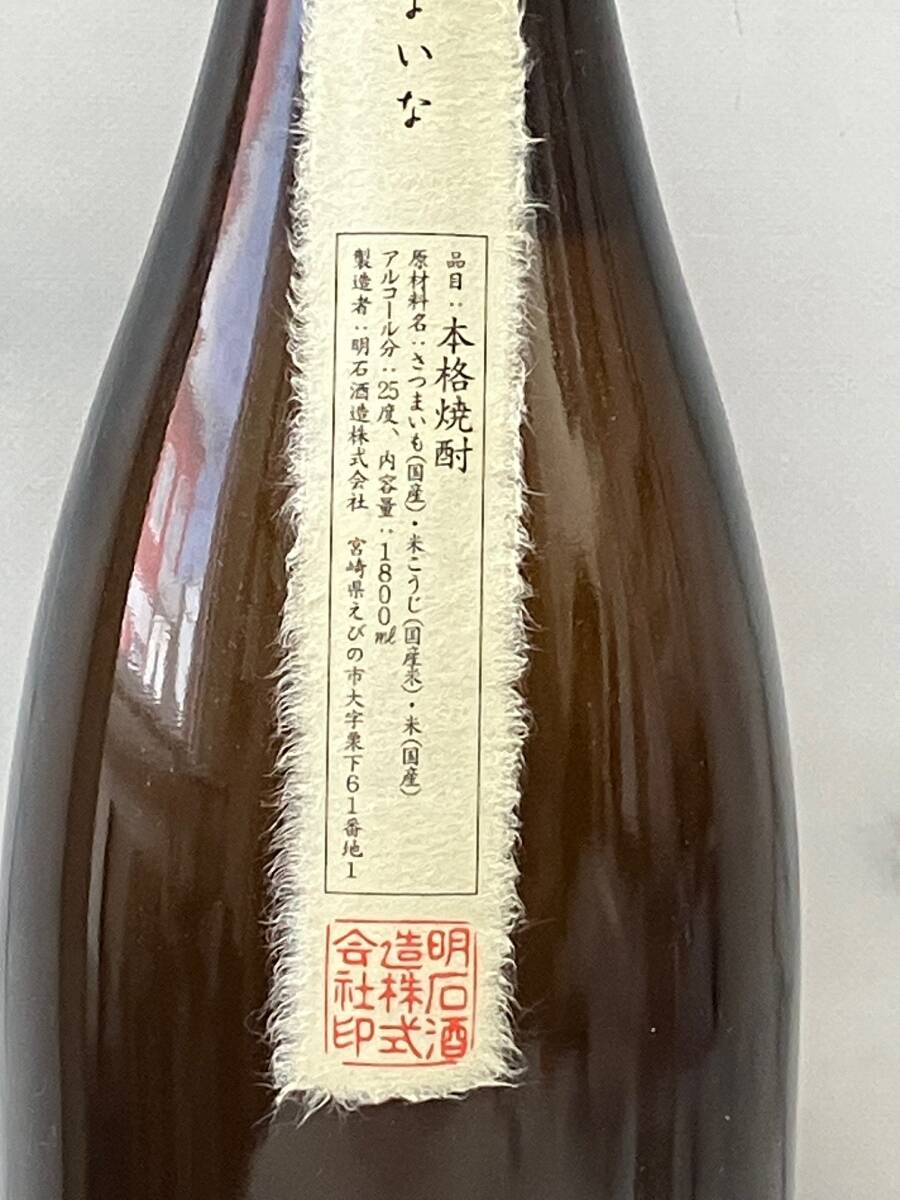 いな
品目：本格焼酎
原材料名：さつまいも(国産)・米こうじ(国産米)・米(国産)
アルコール分：25度、内容量：1800㎖
製造者：明石酒造株式会社 宮崎県えびの市大字栗下61番地1
明石酒
造株式
会社印